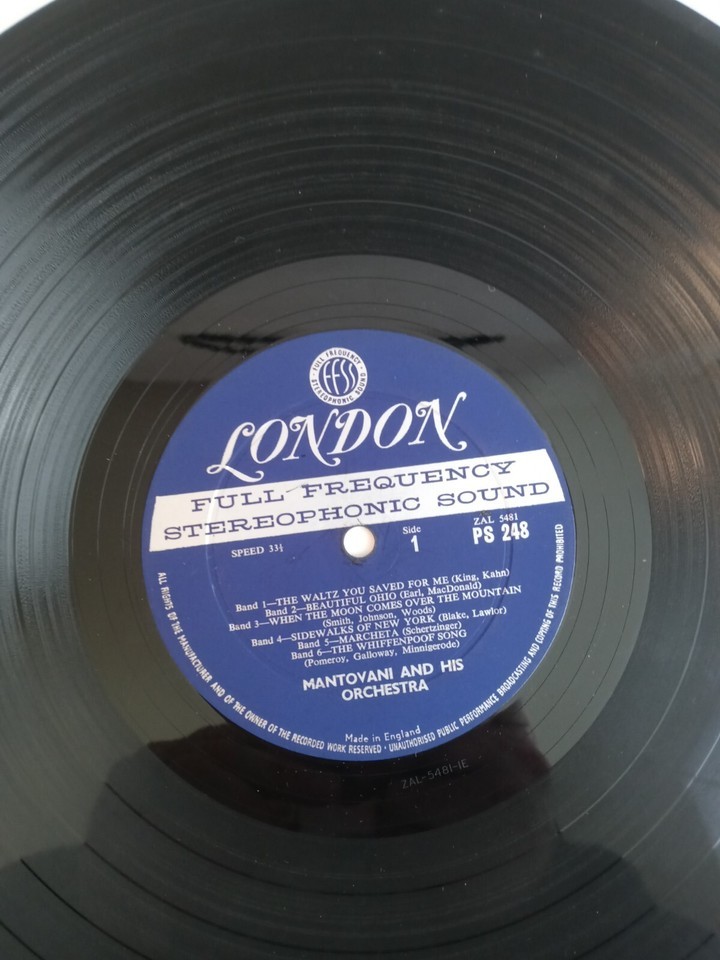 FULL FREQUENCY
FFSS
STEREOPHONIC SOUND
LONDON
FULL FREQUENCY
STEREOPHONIC SOUND
SPEED 33⅓
Side
1
ZAL 5481
PS 248
Band 1—THE WALTZ YOU SAVED FOR ME (King, Kahn)
Band 2—BEAUTIFUL OHIO (Earl, MacDonald)
Band 3—WHEN THE MOON COMES OVER THE MOUNTAIN
(Smith, Johnson, Woods)
Band 4—SIDEWALKS OF NEW YORK (Blake, Lawlor)
Band 5—MARCHETA (Schertzinger)
Band 6—THE WHIFFENPOOF SONG
(Pomeroy, Galloway, Minnigerode)
MANTOVANI AND HIS
ORCHESTRA
Made in England
ALL RIGHTS OF THE MANUFACTURER AND OF THE OWNER OF THE RECORDED WORK RESERVED · UNAUTHORISED PUBLIC PERFORMANCE BROADCASTING AND COPYING OF THIS RECORD PROHIBITED
ZAL-5481-1E